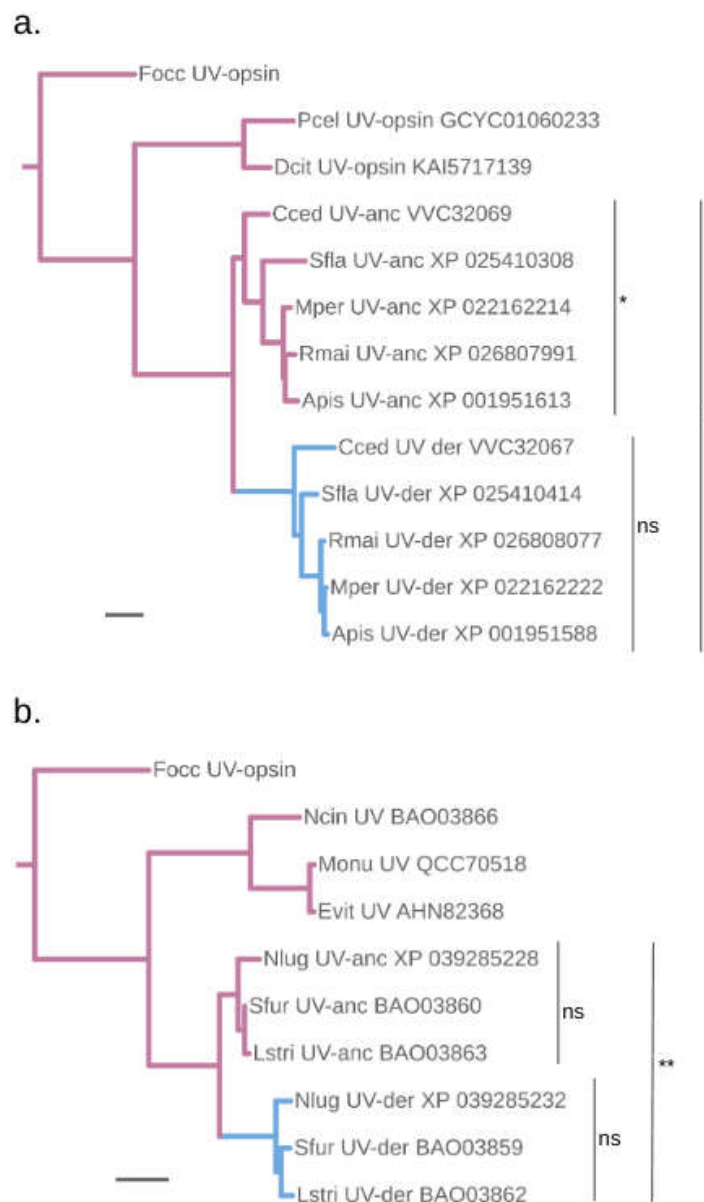 a.
Focc UV-opsin
Pcel UV-opsin GCYC01060233
Dcit UV-opsin KAI5717139
Cced UV-anc VVC32069
Sfla UV-anc XP 025410308
Mper UV-anc XP 022162214
*
Rmai UV-anc XP 026807991
Apis UV-anc XP 001951613
Cced UV der VVC32067
Sfla UV-der XP 025410414
ns
Rmai UV-der XP 026808077
Mper UV-der XP 022162222
Apis UV-der XP 001951588
b.
Focc UV-opsin
Ncin UV BAO03866
Monu UV QCC70518
Evit UV AHN82368
Nlug UV-anc XP 039285228
Sfur UV-anc BAO03860
ns
Lstri UV-anc BAO03863
**
Nlug UV-der XP 039285232
ns
Sfur UV-der BAO03859
Lstri UV-der BAO03862